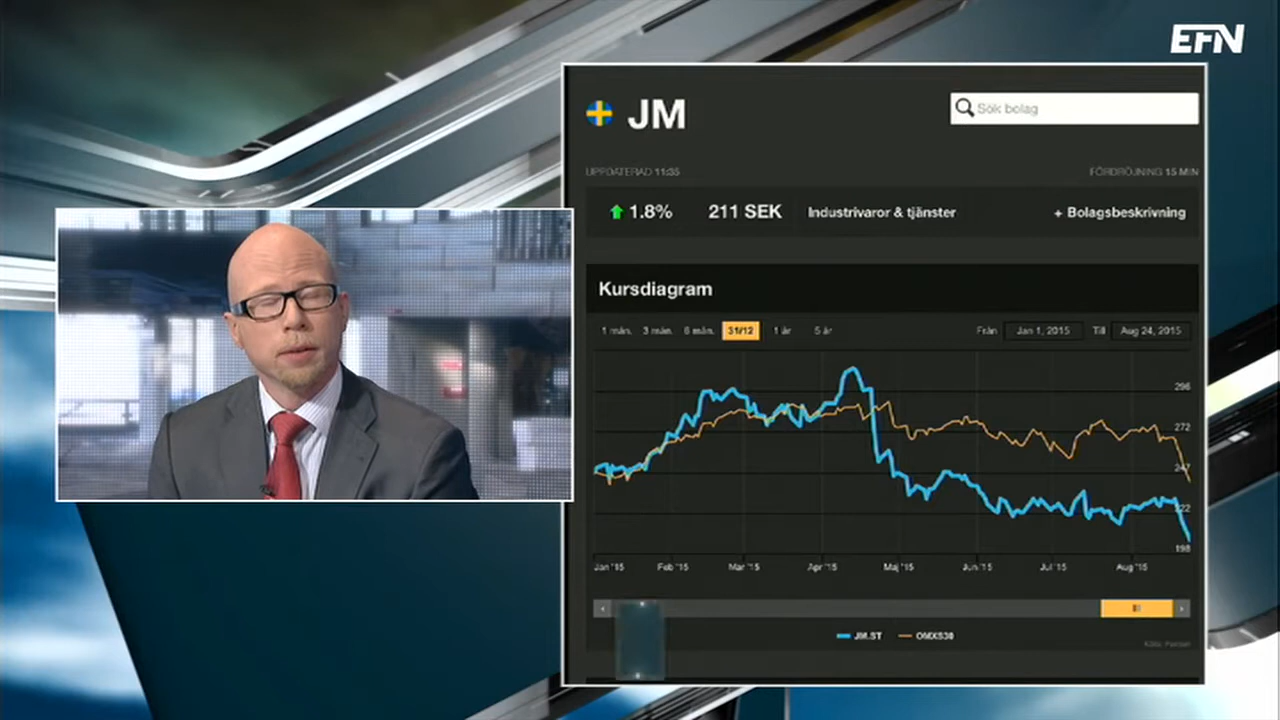 EFN
JM
Sök bolag
UPPDATERAD 11:35
FÖRDRÖJNING 15 MIN
1.8% 211 SEK Industrivaror & tjänster + Bolagsbeskrivning
Kursdiagram
1 mån. 3 mån. 6 mån. 31/12 1 år 5 år Från Jan 1, 2015 Till Aug 24, 2015
296
272
247
222
198
Jan '15 Feb '15 Mar '15 Apr '15 Maj '15 Jun '15 Jul '15 Aug '15
JM.ST OMXS30